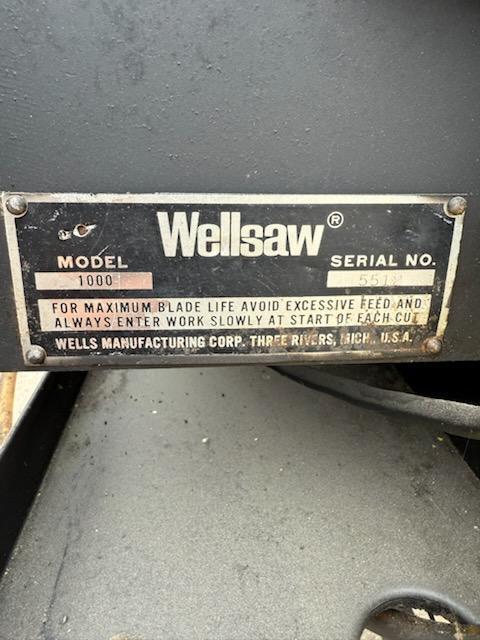 Wellsaw®
MODEL
SERIAL NO.
1000
FOR MAXIMUM BLADE LIFE AVOID EXCESSIVE FEED AND
ALWAYS ENTER WORK SLOWLY AT START OF EACH CUT
WELLS MANUFACTURING CORP. THREE RIVERS, MICH., U.S.A.